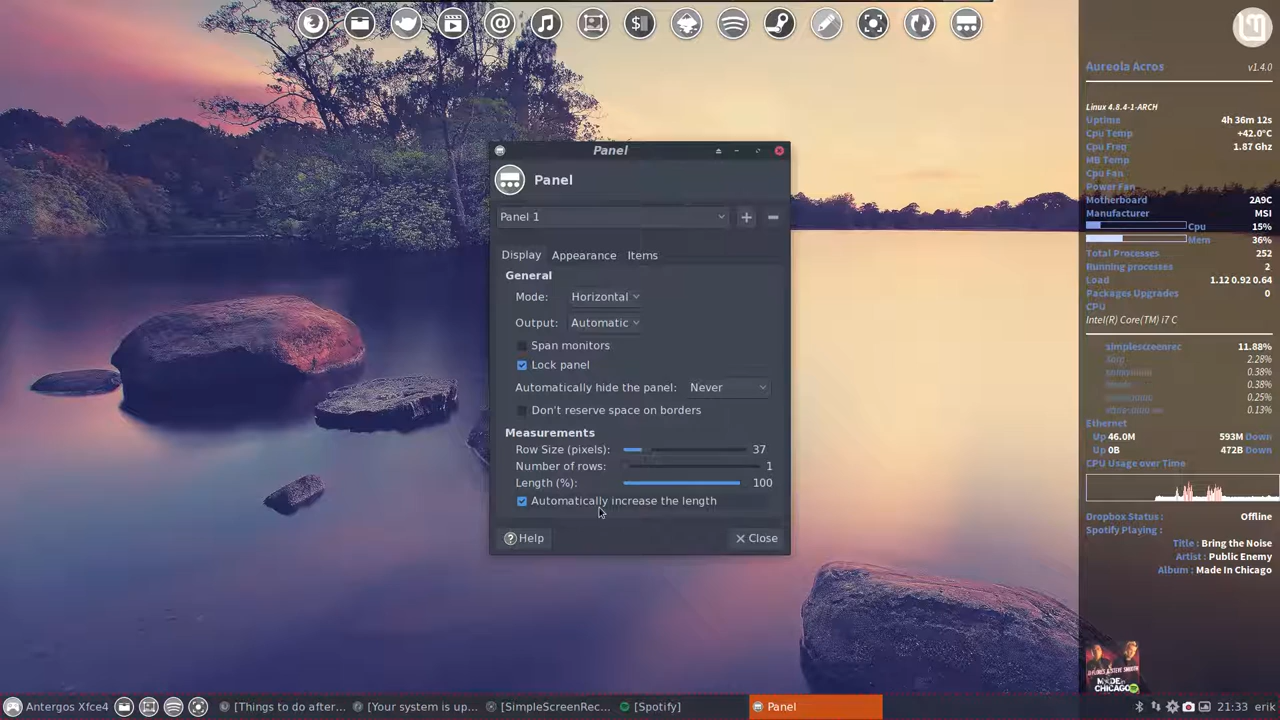 Panel
Panel
Panel 1
Display Appearance Items
General
Mode: Horizontal
Output: Automatic
Span monitors
Lock panel
Automatically hide the panel: Never
Don't reserve space on borders
Measurements
Row Size (pixels): 37
Number of rows: 1
Length (%): 100
Automatically increase the length
Help
Close
Aureola Acros v1.4.0
Linux 4.8.4-1-ARCH
Uptime 4h 36m 12s
Cpu Temp +42.0°C
Cpu Freq 1.87 Ghz
MB Temp
Cpu Fan
Power Fan
Motherboard 2A9C
Manufacturer MSI
Cpu 15%
Mem 36%
Total Processes 252
Running processes 2
Load 1.12 0.92 0.64
Packages Upgrades 0
CPU
Intel(R) Core(TM) i7 C
simplescreenrec 11.88%
2.28%
0.38%
0.38%
0.25%
0.13%
Ethernet
Up 46.0M 593M Down
Up 0B 472B Down
CPU Usage over Time
Dropbox Status : Offline
Spotify Playing :
Title : Bring the Noise
Artist : Public Enemy
Album : Made In Chicago
MADE IN
CHICAGO
Antergos Xfce4
[Things to do after...
[Your system is up...
[SimpleScreenRec...
[Spotify]
Panel
21:33 erik